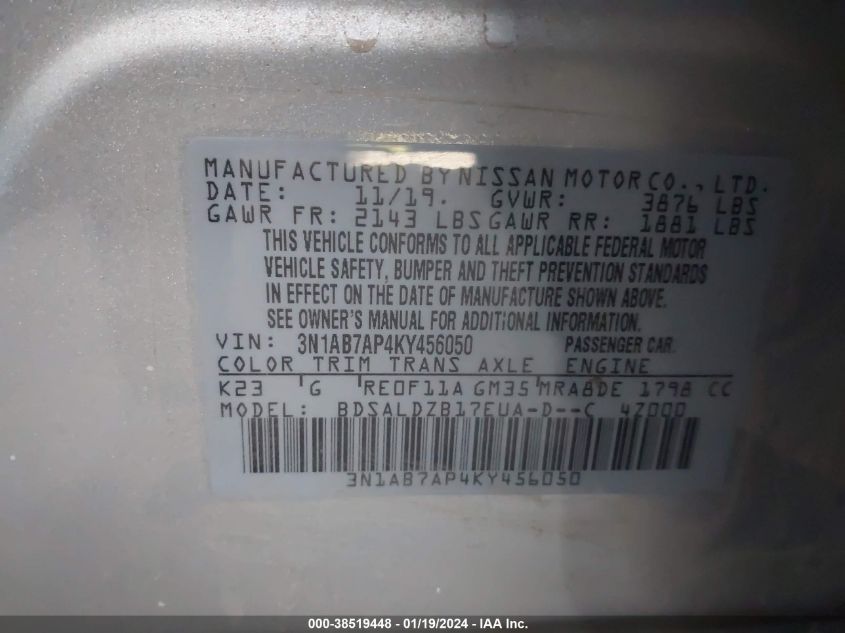 MANUFACTURED BY NISSAN MOTOR CO., LTD.
DATE: 11/19. GVWR: 3876 LBS
GAWR FR: 2143 LBS GAWR RR: 1881 LBS
THIS VEHICLE CONFORMS TO ALL APPLICABLE FEDERAL MOTOR
VEHICLE SAFETY, BUMPER AND THEFT PREVENTION STANDARDS
IN EFFECT ON THE DATE OF MANUFACTURE SHOWN ABOVE.
SEE OWNER'S MANUAL FOR ADDITIONAL INFORMATION.
VIN: 3N1AB7AP4KY456050 PASSENGER CAR
COLOR TRIM TRANS AXLE ENGINE
K23 G RE0F11A GM35 MRA8DE 1798 CC
MODEL: BDSALDZB17EUA-D--C 4Z000
3N1AB7AP4KY456050
000-38519448 - 01/19/2024 - IAA Inc.